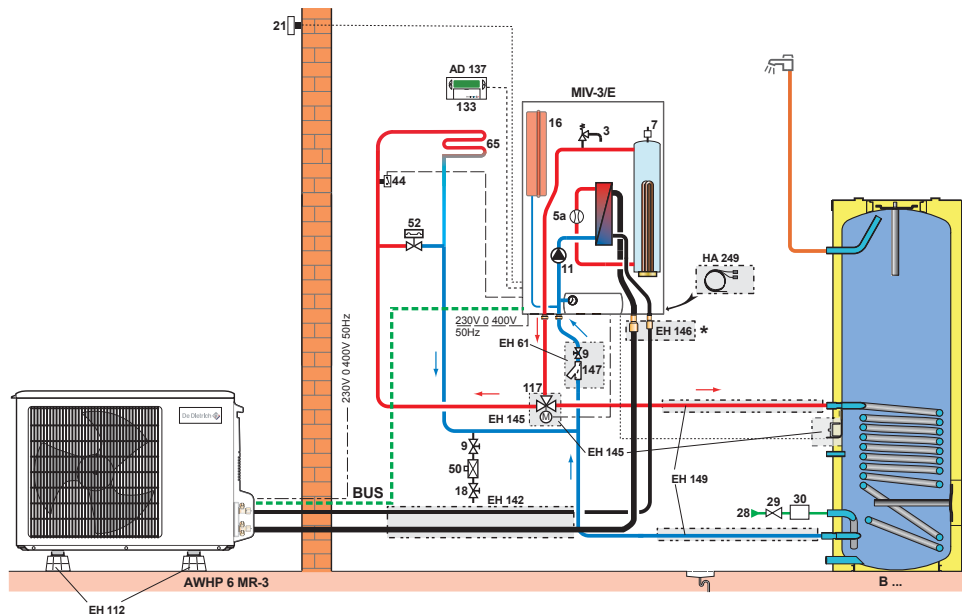 21
AD 137
133
MIV-3/E
16
3
7
65
44
5a
52
11
HA 249
230V 0 400V
50Hz
EH 146 *
EH 61
9
147
230V 0 400V 50Hz
117
M
EH 145
De Dietrich
9
EH 145
50
EH 149
BUS
18
EH 142
29
30
28
AWHP 6 MR-3
B ...
EH 112